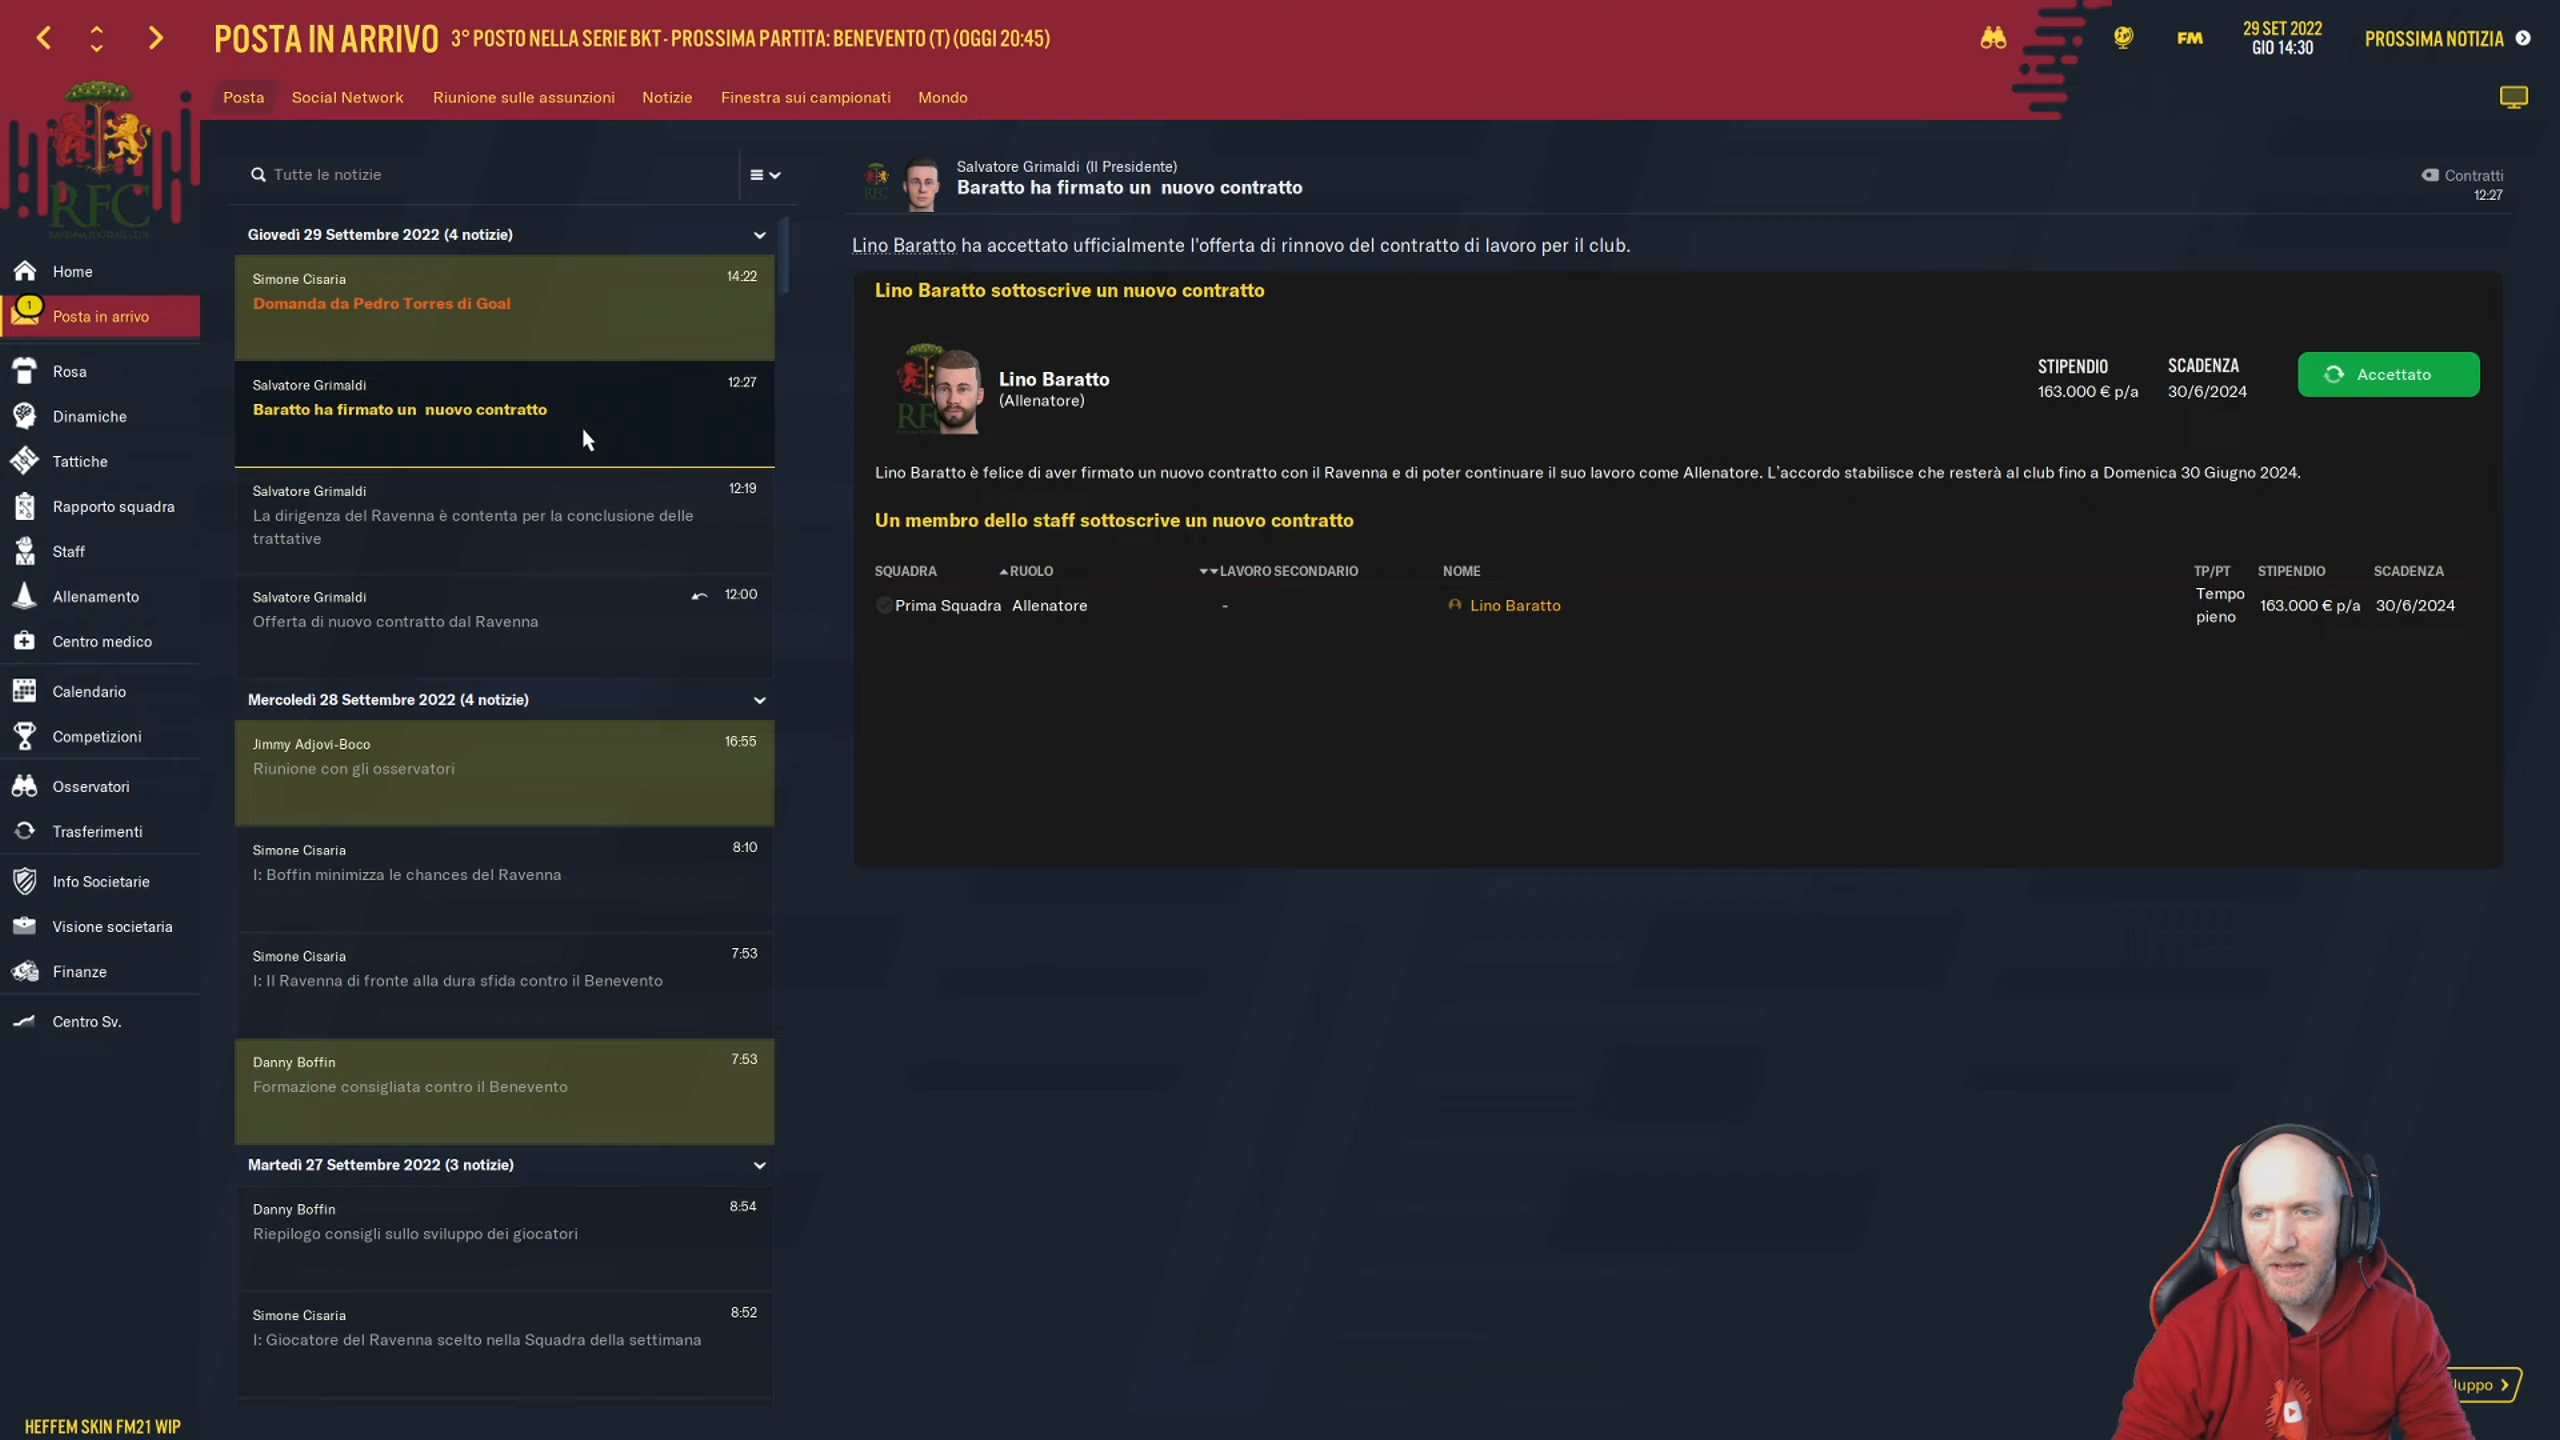 POSTA IN ARRIVO 3° POSTO NELLA SERIE BKT - PROSSIMA PARTITA: BENEVENTO (T) (OGGI 20:45)
FM
29 SET 2022
GIO 14:30
PROSSIMA NOTIZIA
Posta Social Network Riunione sulle assunzioni Notizie Finestra sui campionati Mondo
RFC
RAVENNA FOOTBALL CLUB
Home
1
Posta in arrivo
Rosa
Dinamiche
Tattiche
Rapporto squadra
Staff
Allenamento
Centro medico
Calendario
Competizioni
Osservatori
Trasferimenti
Info Societarie
Visione societaria
Finanze
Centro Sv.
HEFFEM SKIN FM21 WIP
Tutte le notizie
Giovedì 29 Settembre 2022 (4 notizie)
Simone Cisaria 14:22
Domanda da Pedro Torres di Goal
Salvatore Grimaldi 12:27
Baratto ha firmato un nuovo contratto
Salvatore Grimaldi 12:19
La dirigenza del Ravenna è contenta per la conclusione delle
trattative
Salvatore Grimaldi 12:00
Offerta di nuovo contratto dal Ravenna
Mercoledì 28 Settembre 2022 (4 notizie)
Jimmy Adjovi-Boco 16:55
Riunione con gli osservatori
Simone Cisaria 8:10
I: Boffin minimizza le chances del Ravenna
Simone Cisaria 7:53
I: Il Ravenna di fronte alla dura sfida contro il Benevento
Danny Boffin 7:53
Formazione consigliata contro il Benevento
Martedì 27 Settembre 2022 (3 notizie)
Danny Boffin 8:54
Riepilogo consigli sullo sviluppo dei giocatori
Simone Cisaria 8:52
I: Giocatore del Ravenna scelto nella Squadra della settimana
Salvatore Grimaldi (Il Presidente)
Baratto ha firmato un nuovo contratto
Contratti
12:27
Lino Baratto ha accettato ufficialmente l'offerta di rinnovo del contratto di lavoro per il club.
Lino Baratto sottoscrive un nuovo contratto
Lino Baratto
(Allenatore)
STIPENDIO SCADENZA
163.000 € p/a 30/6/2024
Accettato
Lino Baratto è felice di aver firmato un nuovo contratto con il Ravenna e di poter continuare il suo lavoro come Allenatore. L'accordo stabilisce che resterà al club fino a Domenica 30 Giugno 2024.
Un membro dello staff sottoscrive un nuovo contratto
SQUADRA RUOLO LAVORO SECONDARIO NOME TP/PT STIPENDIO SCADENZA
Prima Squadra Allenatore - Lino Baratto Tempo pieno 163.000 € p/a 30/6/2024
luppo